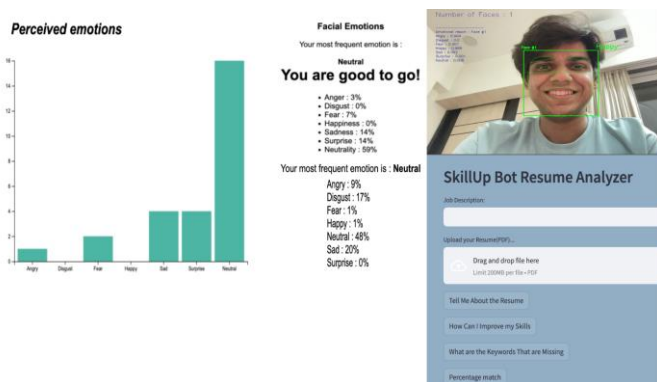 Perceived emotions
16
14
12
10
8
6
4
2
0
Angry
Disgust
Fear
Happy
Sad
Surprise
Neutral
Facial Emotions
Your most frequent emotion is :
Neutral
You are good to go!
• Anger : 3%
• Disgust : 0%
• Fear : 7%
• Happiness : 0%
• Sadness : 14%
• Surprise : 14%
• Neutrality : 59%
Your most frequent emotion is : Neutral
Angry : 9%
Disgust : 17%
Fear : 1%
Happy : 1%
Neutral : 48%
Sad : 20%
Surprise : 0%
Number of Faces : 1
SkillUp Bot Resume Analyzer
Job Description:
Upload your Resume(PDF)...
Drag and drop file here
Limit 200MB per file • PDF
Tell Me About the Resume
How Can I Improve my Skills
What are the Keywords That are Missing
Percentage match